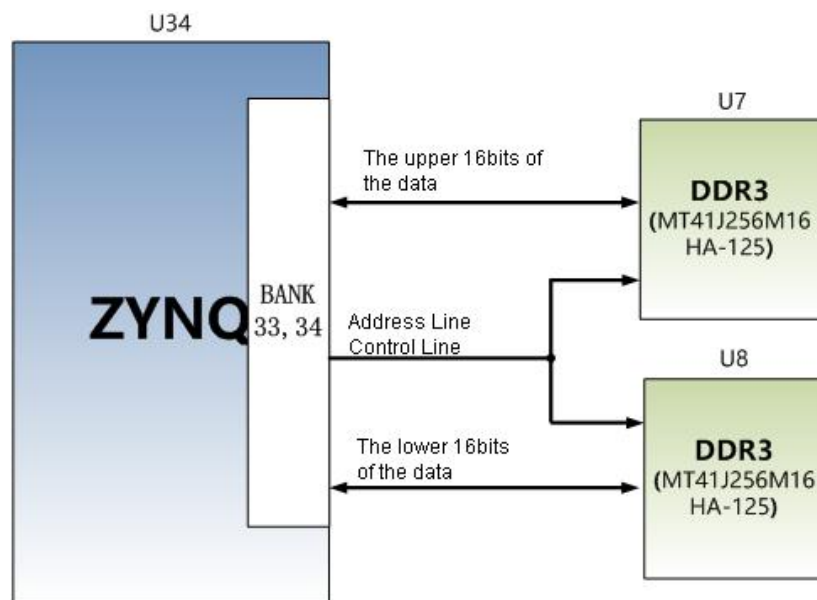 U34
ZYNQ
BANK
33, 34
The upper 16bits of
the data
Address Line
Control Line
The lower 16bits
of the data
U7
DDR3
(MT41J256M16
HA-125)
U8
DDR3
(MT41J256M16
HA-125)